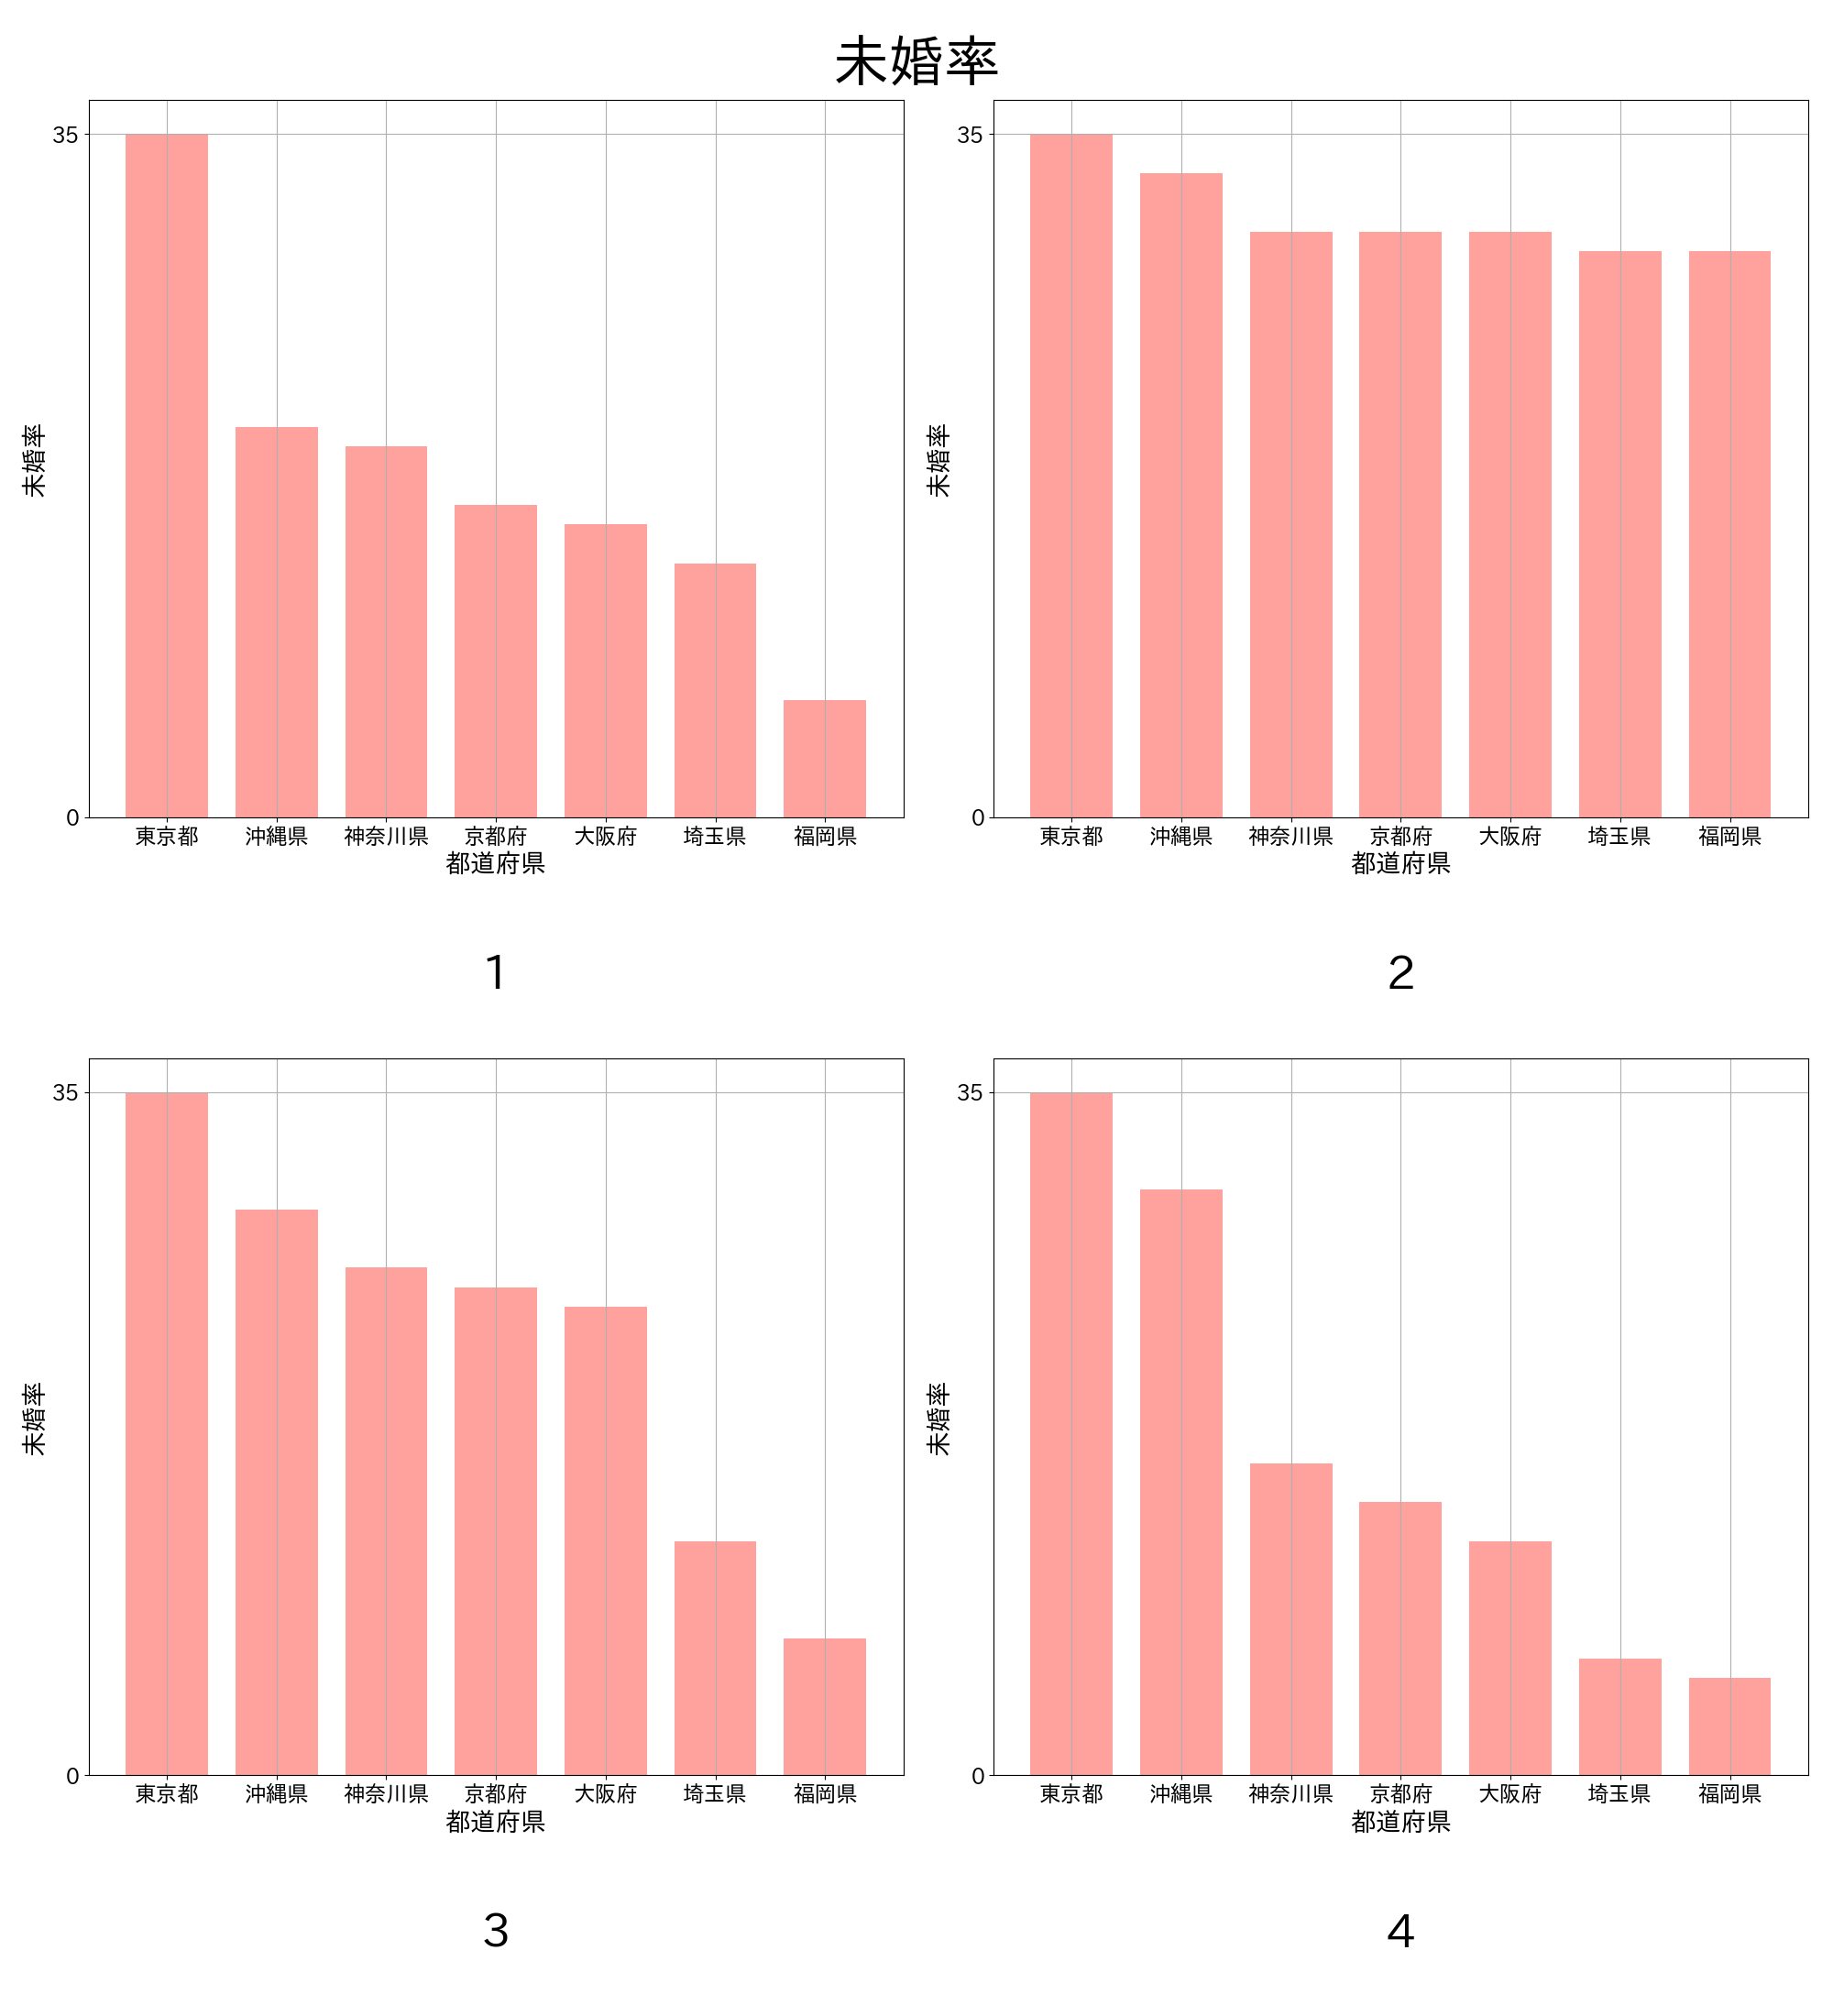 未婚率
35
0
未婚率
東京都 沖縄県 神奈川県 京都府 大阪府 埼玉県 福岡県
都道府県
1
35
0
未婚率
東京都 沖縄県 神奈川県 京都府 大阪府 埼玉県 福岡県
都道府県
2
35
0
未婚率
東京都 沖縄県 神奈川県 京都府 大阪府 埼玉県 福岡県
都道府県
3
35
0
未婚率
東京都 沖縄県 神奈川県 京都府 大阪府 埼玉県 福岡県
都道府県
4